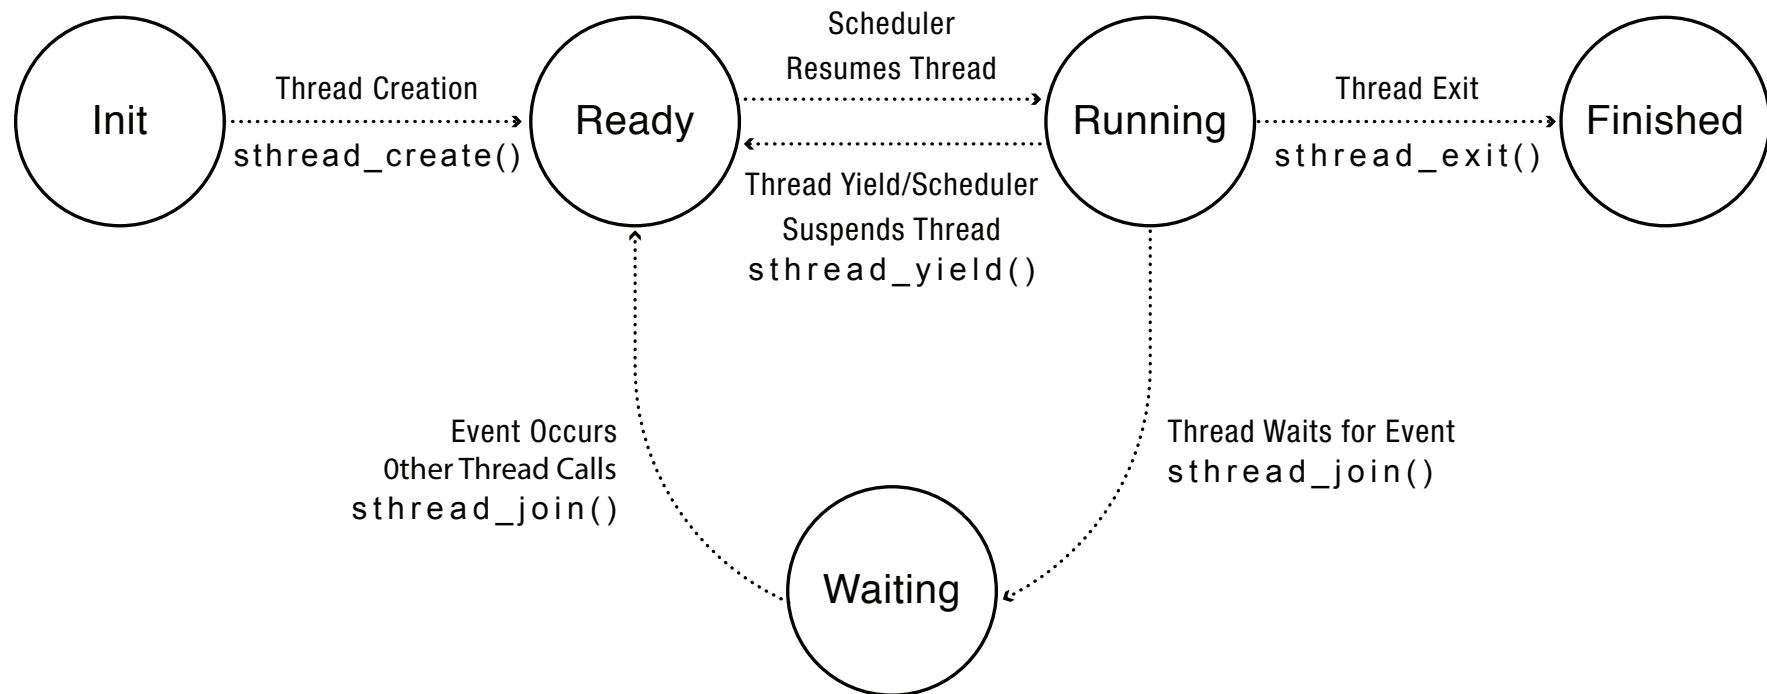 Init
Thread Creation
sthread_create()
Ready
Scheduler
Resumes Thread
Thread Yield/Scheduler
Suspends Thread
sthread_yield()
Running
Thread Exit
sthread_exit()
Finished
Event Occurs
0ther Thread Calls
sthread_join()
Thread Waits for Event
sthread_join()
Waiting